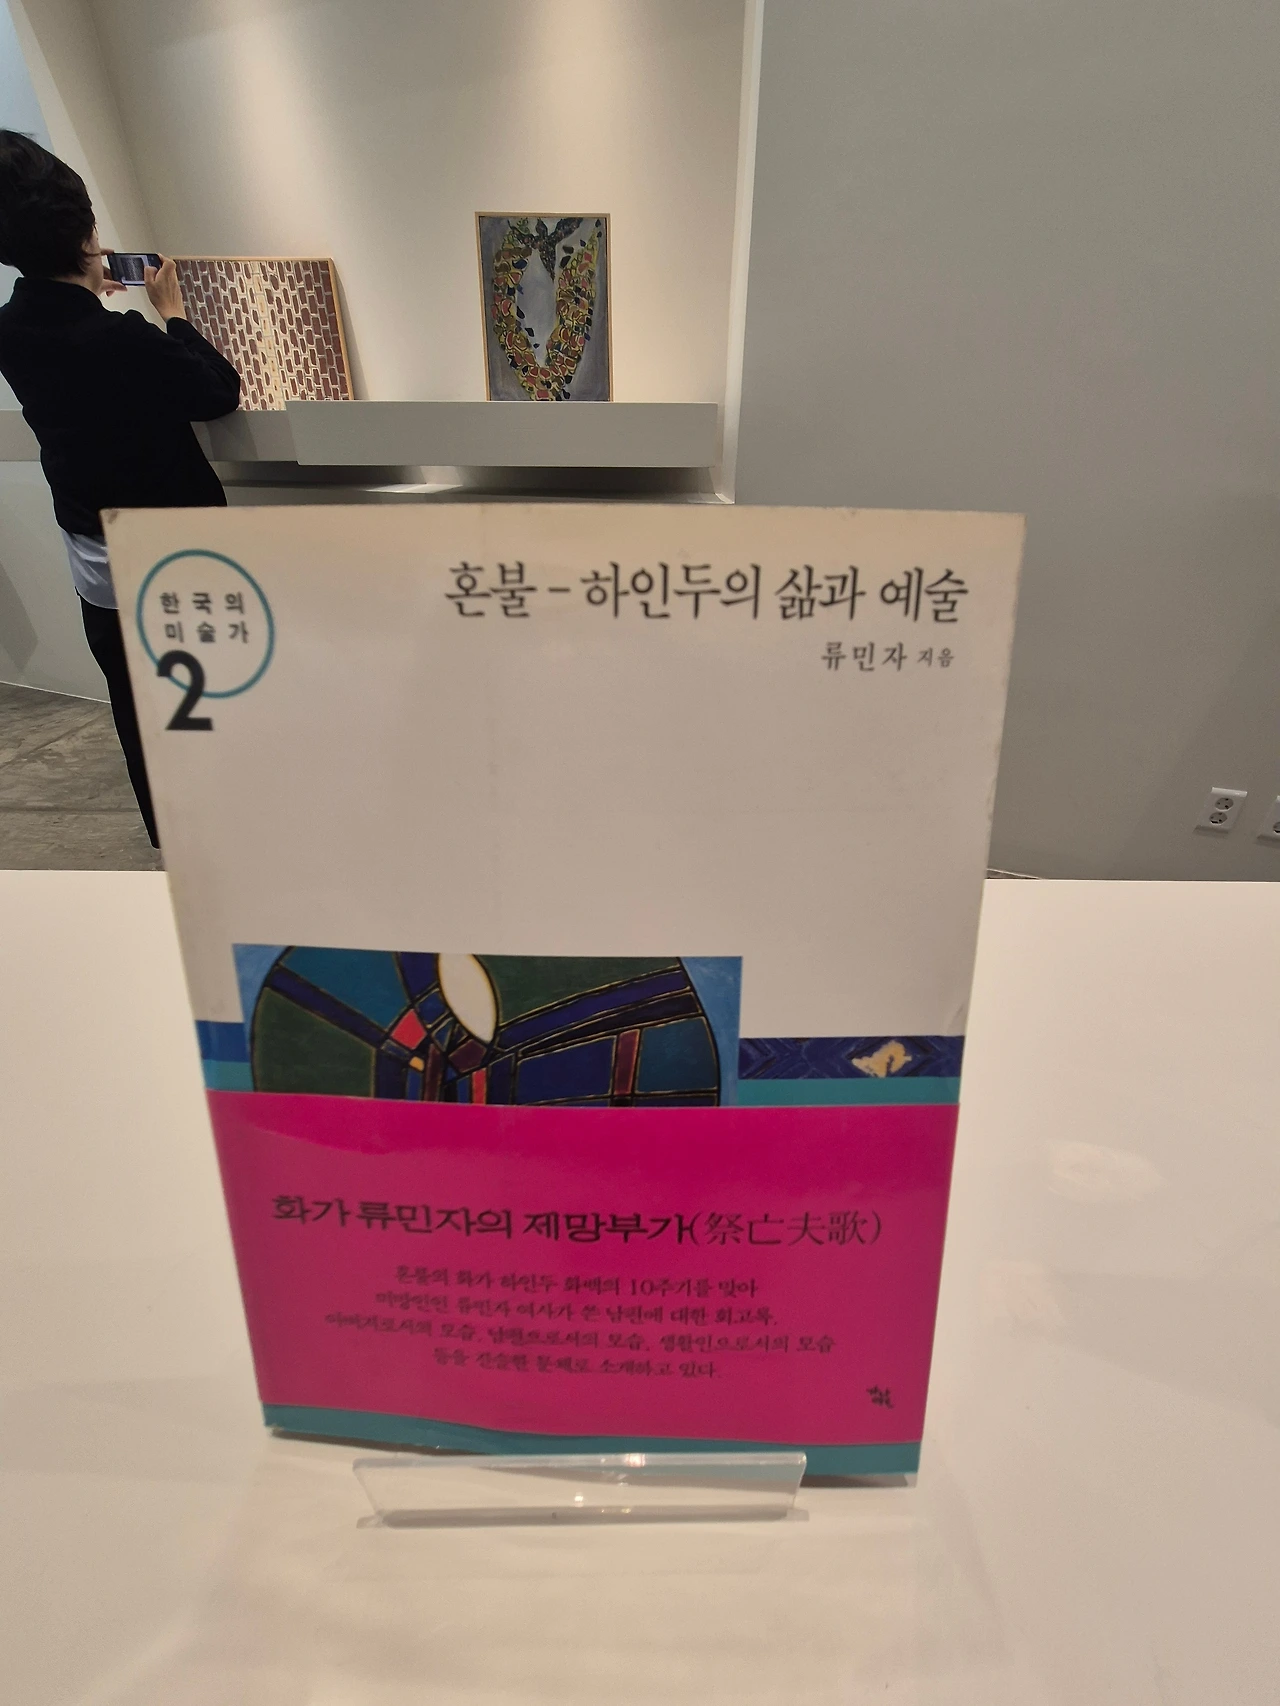 한국의
미술가
2
혼불-하인두의 삶과 예술
류민자 지음
화가 류민자의 제망부가(祭亡夫歌)
혼불의 화가 하인두 화백의 10주기를 맞아
미망인인 류민자 여사가 쓴 남편에 대한 회고록.
아버지로서의 모습, 남편으로서의 모습, 생활인으로서의 모습
등을 진솔한 문체로 소개하고 있다.